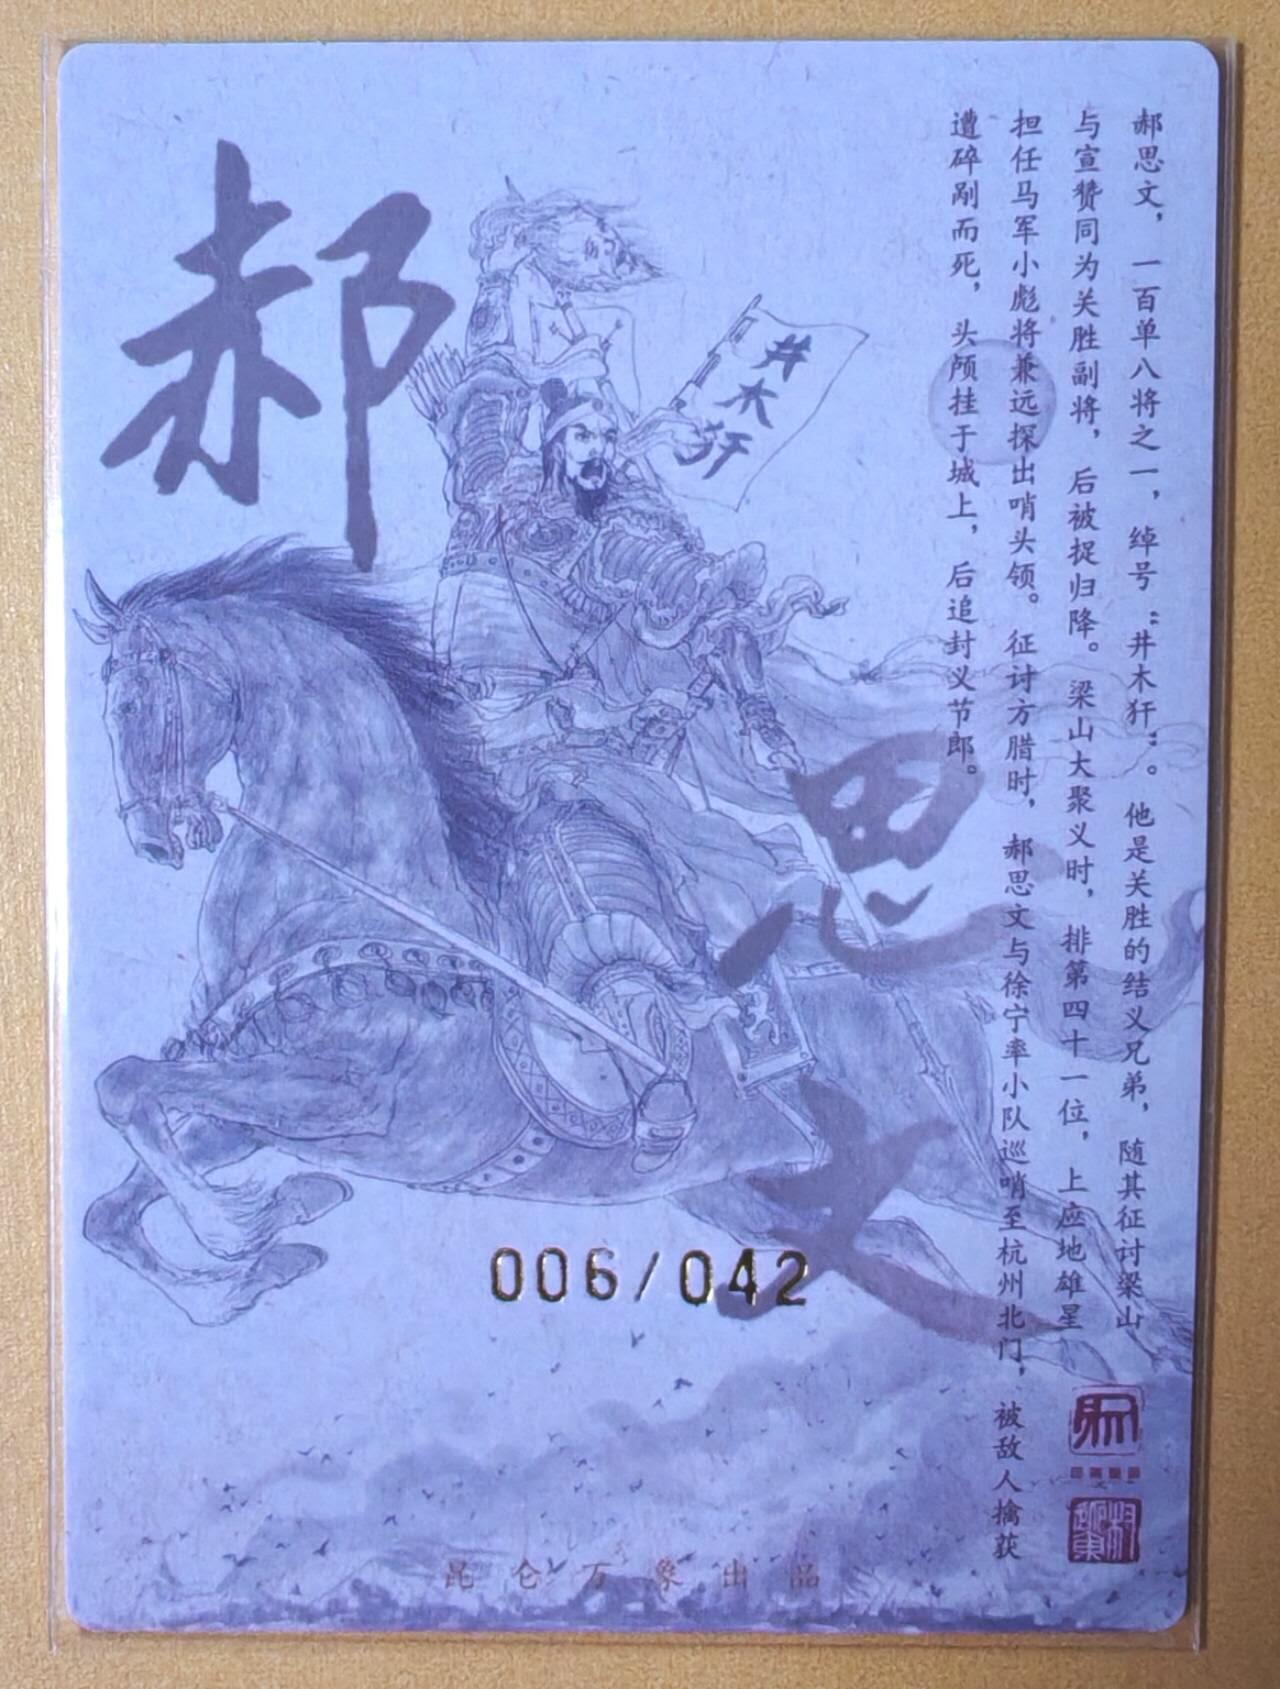 郝思文，一百单八将之一，绰号“井木犴”。他是关胜的结义兄弟，随其征讨梁山
与宣赞同为关胜副将，后被捉归降。梁山大聚义时，排第四十一位，上应地雄星
担任马军小彪将兼远探出哨头领。征讨方腊时，郝思文与徐宁率小队巡哨至杭州北门，被敌人擒获
遭碎剐而死，头颅挂于城上，后追封义节郎。
郝
思
文
井木犴
006/042
昆仑万象出品